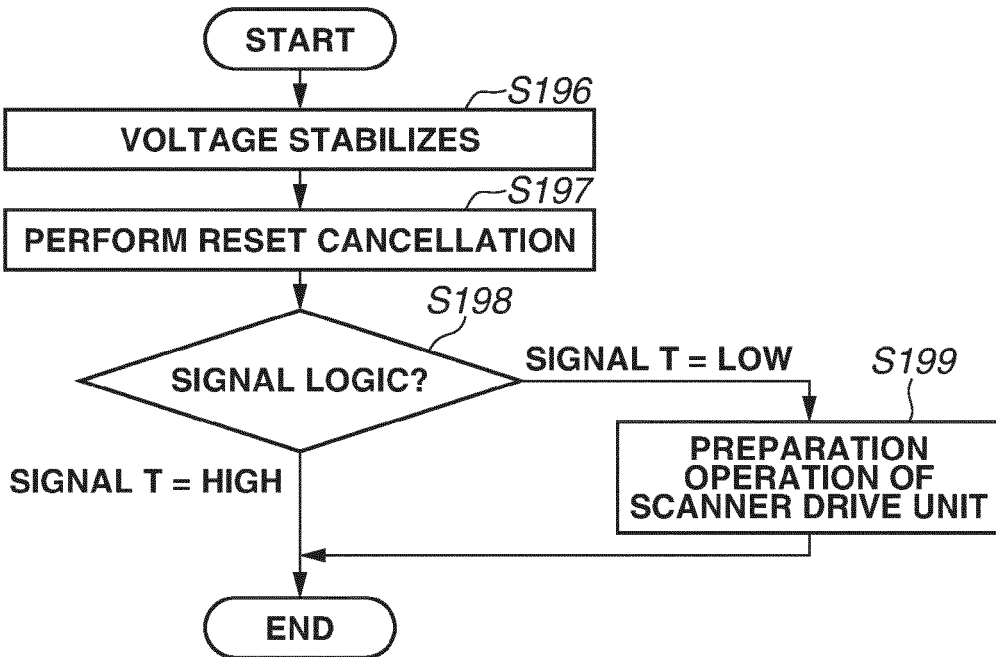 START
S196
VOLTAGE STABILIZES
S197
PERFORM RESET CANCELLATION
S198
SIGNAL LOGIC?
SIGNAL T = LOW
S199
PREPARATION
OPERATION OF
SCANNER DRIVE UNIT
SIGNAL T = HIGH
END